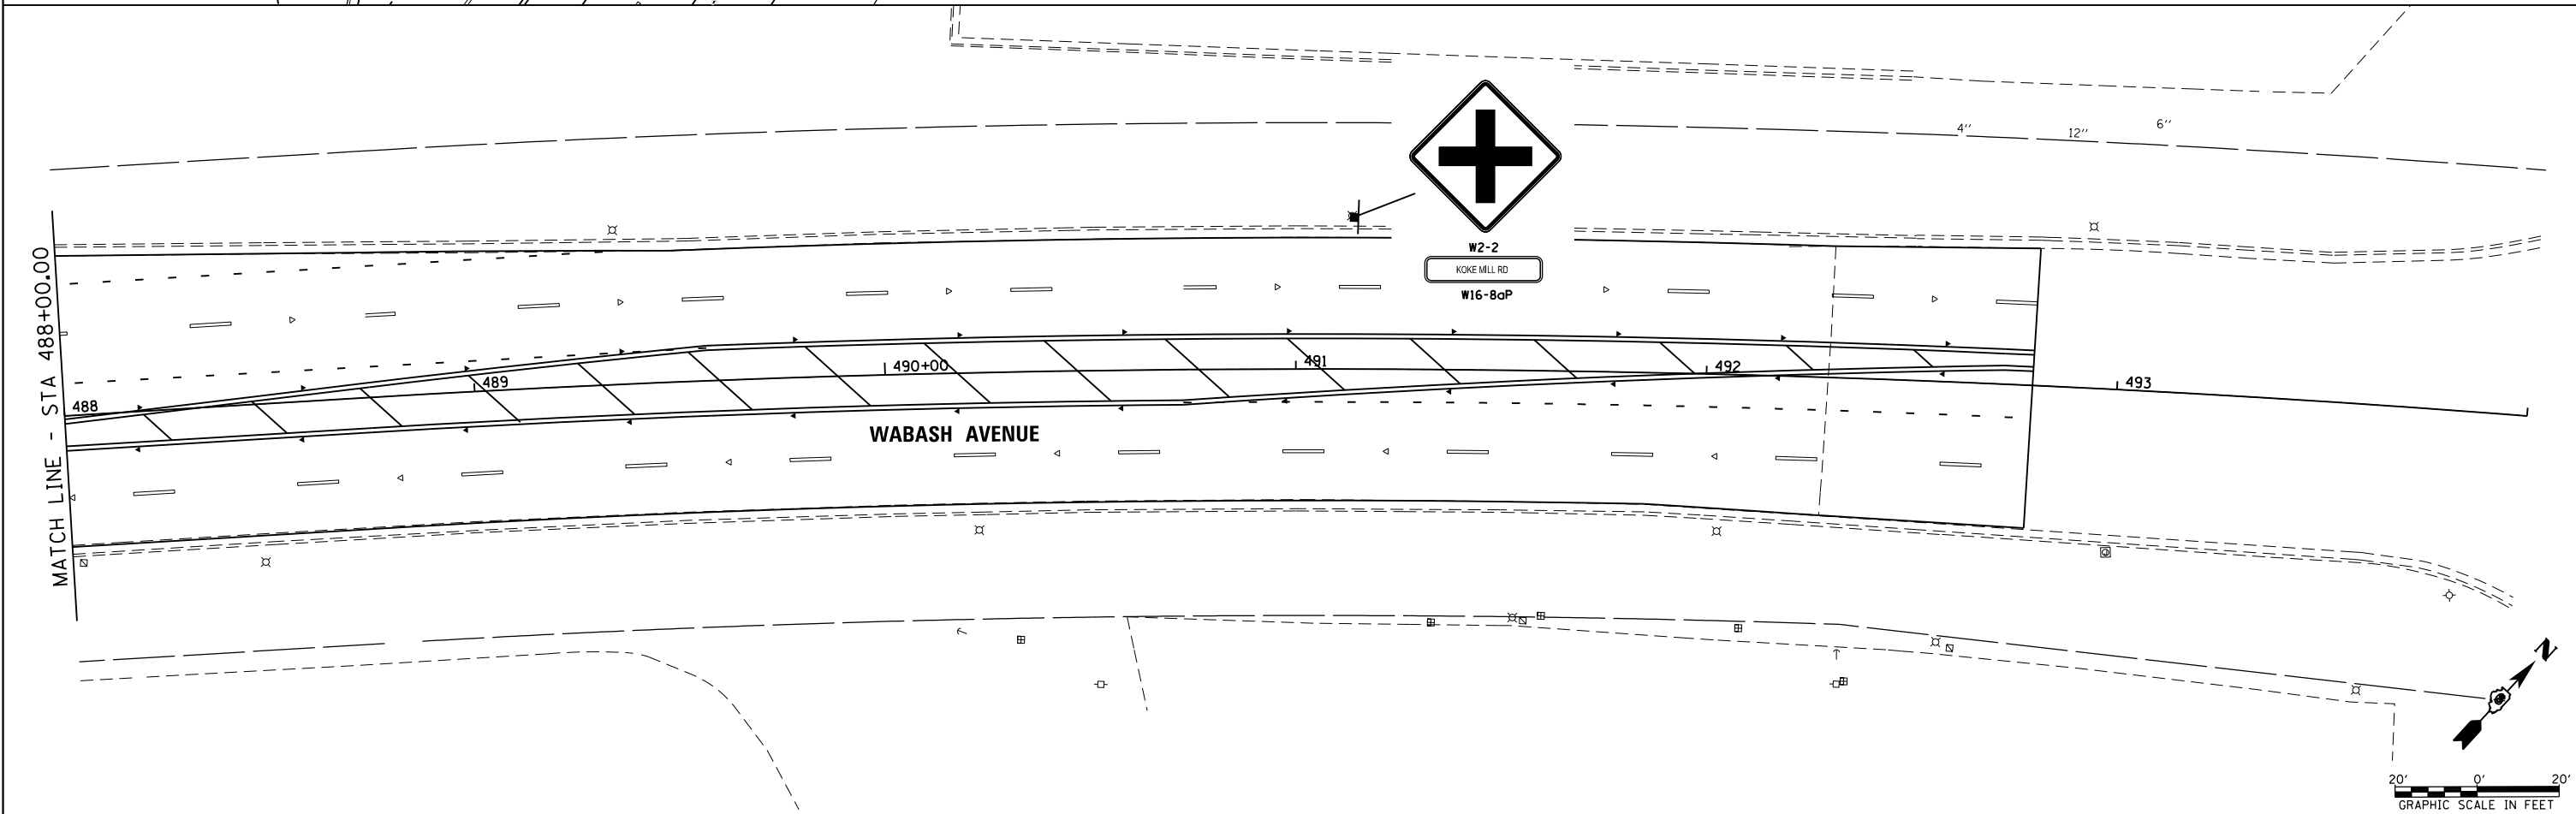 4'' 12'' 6''
W2-2
KOKE MILL RD
W16-8aP
MATCH LINE - STA 488+00.00
488
489
490+00
491
492
493
WABASH AVENUE
N
20' 0' 20'
GRAPHIC SCALE IN FEET